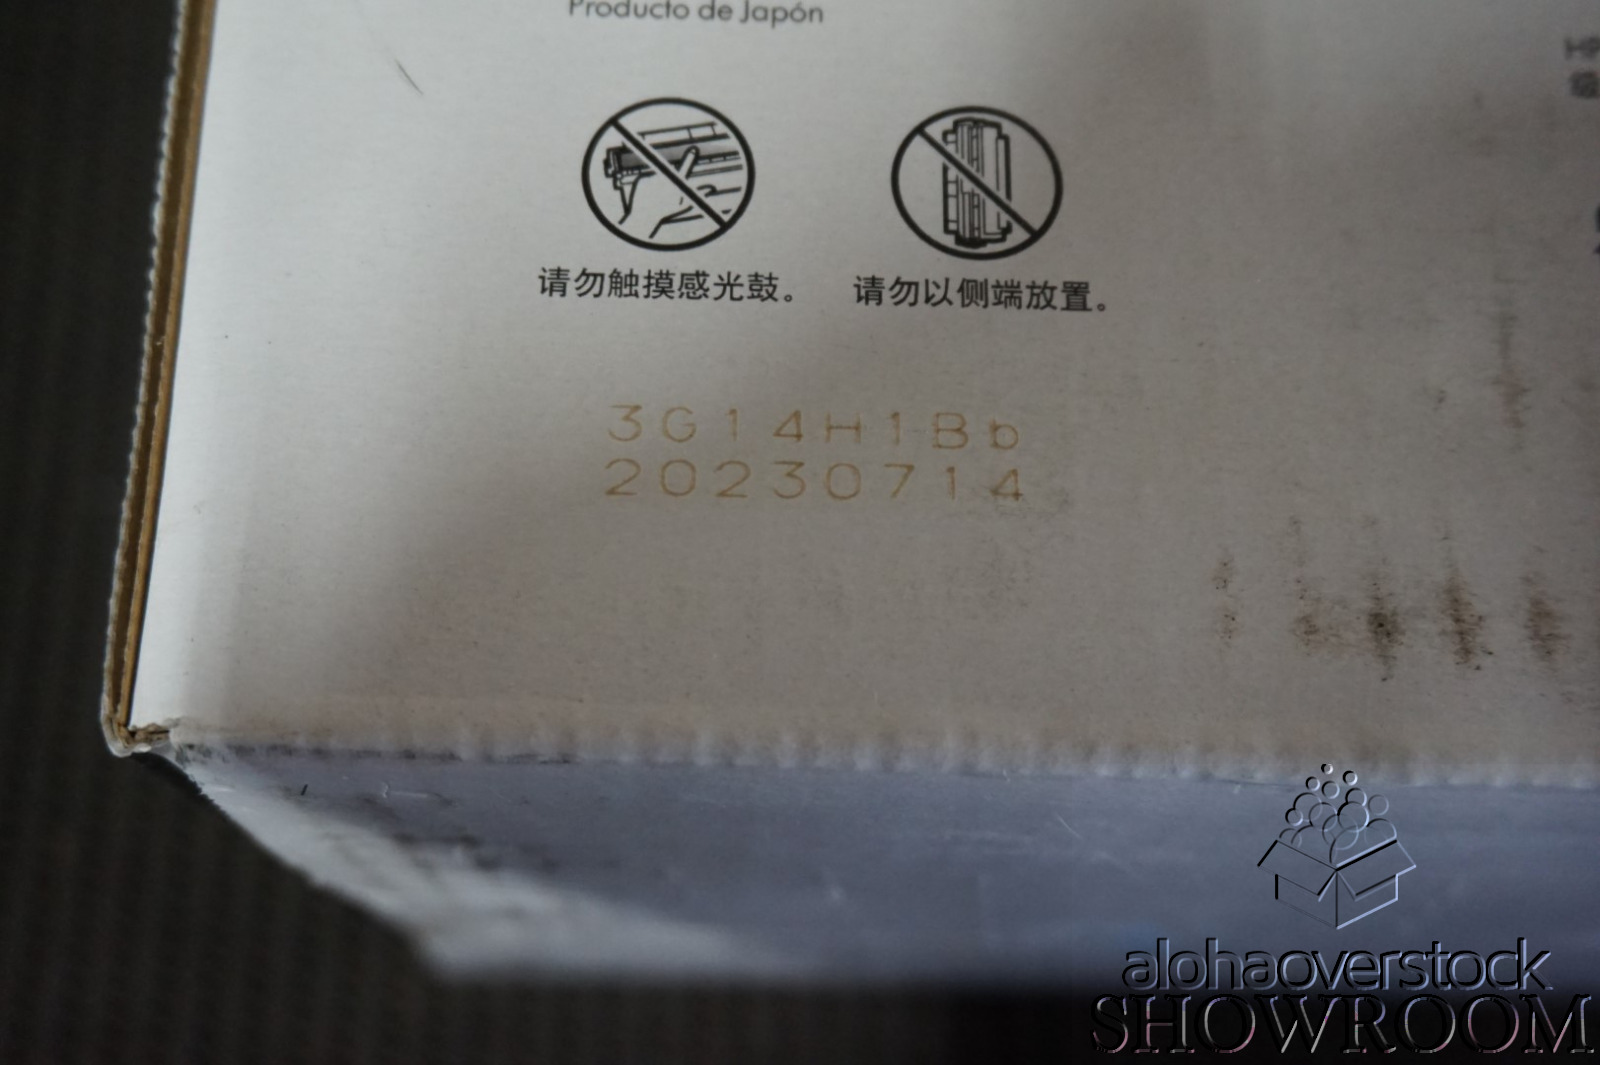 Producto de Japón
请勿触摸感光鼓。
请勿以侧端放置。
3G14H1Bb
20230714
alohaoverstock
SHOWROOM